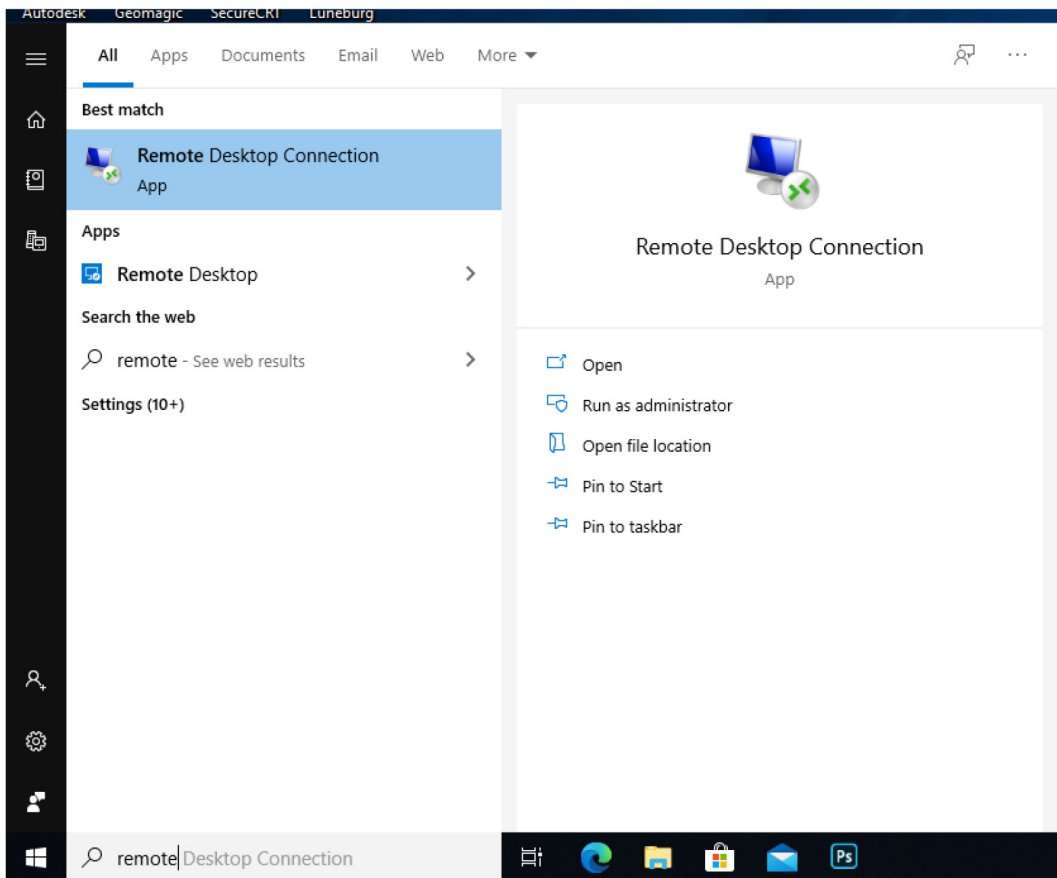 Autodesk Geomagic SecureCRT Luneburg
All Apps Documents Email Web More
Best match
Remote Desktop Connection
App
Apps
Remote Desktop
Search the web
remote - See web results
Settings (10+)
Remote Desktop Connection
App
Open
Run as administrator
Open file location
Pin to Start
Pin to taskbar
remote Desktop Connection
Ps